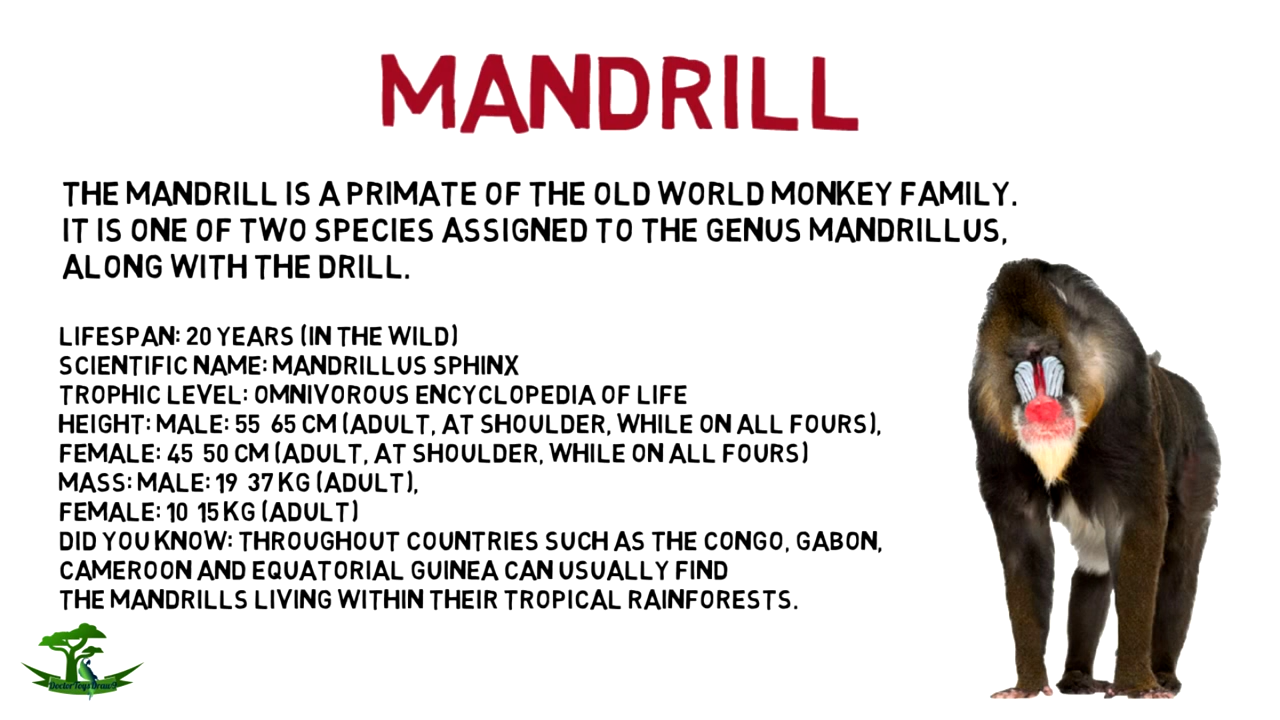 MANDRILL
THE MANDRILL IS A PRIMATE OF THE OLD WORLD MONKEY FAMILY.
IT IS ONE OF TWO SPECIES ASSIGNED TO THE GENUS MANDRILLUS,
ALONG WITH THE DRILL.
LIFESPAN: 20 YEARS (IN THE WILD)
SCIENTIFIC NAME: MANDRILLUS SPHINX
TROPHIC LEVEL: OMNIVOROUS ENCYCLOPEDIA OF LIFE
HEIGHT: MALE: 55 65 CM (ADULT, AT SHOULDER, WHILE ON ALL FOURS),
FEMALE: 45 50 CM (ADULT, AT SHOULDER, WHILE ON ALL FOURS)
MASS: MALE: 19 37 KG (ADULT),
FEMALE: 10 15 KG (ADULT)
DID YOU KNOW: THROUGHOUT COUNTRIES SUCH AS THE CONGO, GABON,
CAMEROON AND EQUATORIAL GUINEA CAN USUALLY FIND
THE MANDRILLS LIVING WITHIN THEIR TROPICAL RAINFORESTS.